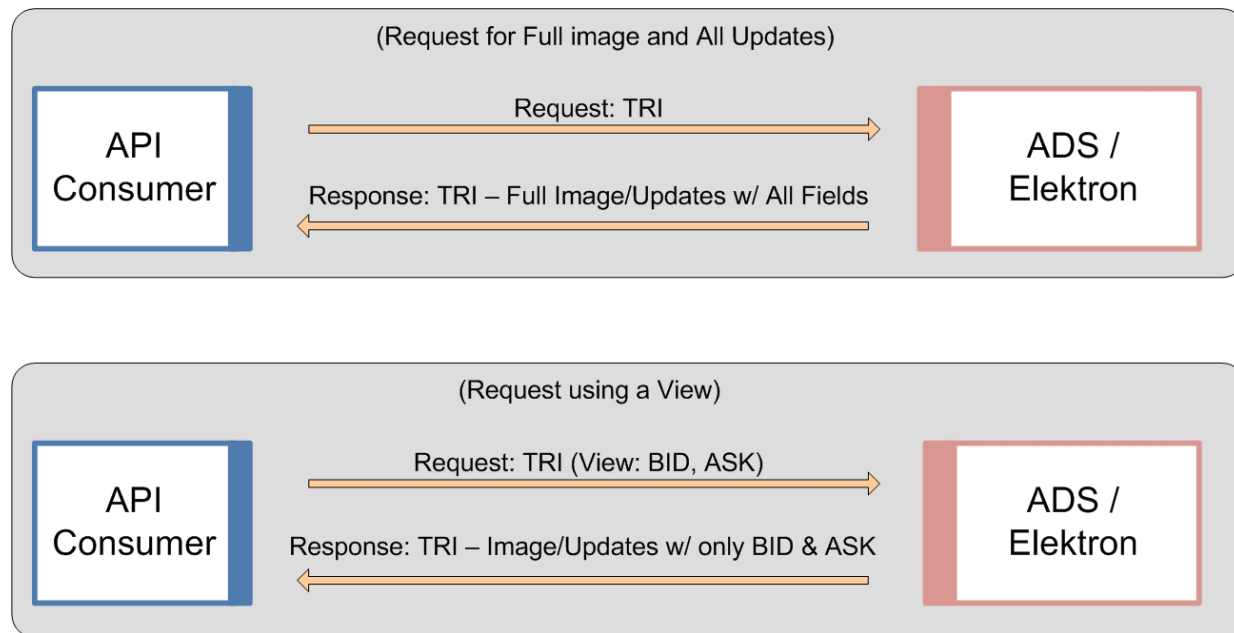 (Request for Full image and All Updates)
API
Consumer
Request: TRI
Response: TRI – Full Image/Updates w/ All Fields
ADS /
Elektron
(Request using a View)
API
Consumer
Request: TRI (View: BID, ASK)
Response: TRI – Image/Updates w/ only BID & ASK
ADS /
Elektron